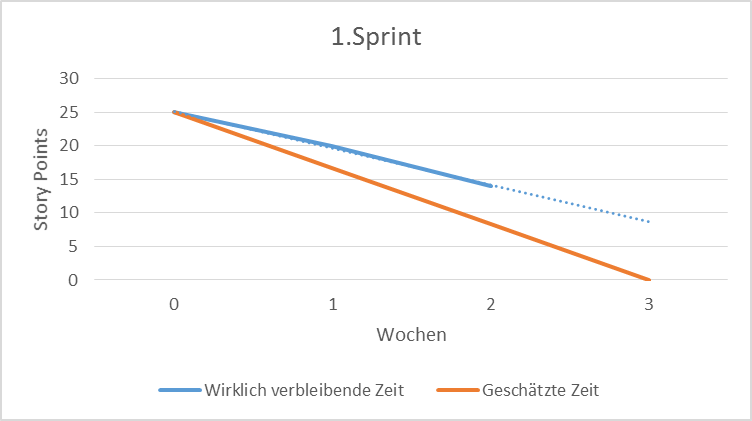 1.Sprint
30
25
20
15
10
5
0
Story Points
0 1 2 3
Wochen
Wirklich verbleibende Zeit Geschätzte Zeit